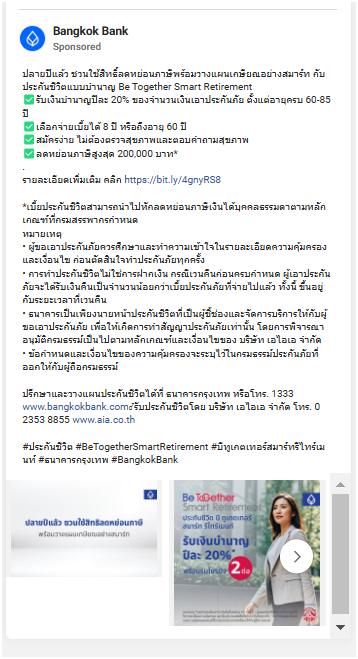 Bangkok Bank
Sponsored
ปลายปีแล้ว ชวนใช้สิทธิ์ลดหย่อนภาษีพร้อมวางแผนเกษียณอย่างสมาร์ท กับ
ประกันชีวิตแบบบำนาญ Be Together Smart Retirement
✅รับเงินบำนาญปีละ 20% ของจำนวนเงินเอาประกันภัย ตั้งแต่อายุครบ 60-85
ปี
✅เลือกจ่ายเบี้ยได้ 8 ปี หรือถึงอายุ 60 ปี
✅สมัครง่าย ไม่ต้องตรวจสุขภาพและตอบคำถามสุขภาพ
✅ลดหย่อนภาษีสูงสุด 200,000 บาท*
.
รายละเอียดเพิ่มเติม คลิก https://bit.ly/4gnyRS8
*เบี้ยประกันชีวิตสามารถนำไปหักลดหย่อนภาษีเงินได้บุคคลธรรมดาตามหลัก
เกณฑ์ที่กรมสรรพากรกำหนด
หมายเหตุ
• ผู้ขอเอาประกันภัยควรศึกษาและทำความเข้าใจในรายละเอียดความคุ้มครอง
และเงื่อนไข ก่อนตัดสินใจทำประกันภัยทุกครั้ง
• การทำประกันชีวิตไม่ใช่การฝากเงิน กรณีเวนคืนก่อนครบกำหนด ผู้เอาประกัน
ภัยจะได้รับเงินคืนเป็นจำนวนน้อยกว่าเบี้ยประกันภัยที่จ่ายไปแล้ว ทั้งนี้ ขึ้นอยู่
กับระยะเวลาที่เวนคืน
• ธนาคารเป็นเพียงนายหน้าประกันชีวิตที่เป็นผู้ชี้ช่องและจัดการบริการให้กับผู้
ขอเอาประกันภัย เพื่อให้เกิดการทำสัญญาประกันภัยเท่านั้น โดยการพิจารณา
อนุมัติกรมธรรม์เป็นไปตามหลักเกณฑ์และเงื่อนไขของ บริษัท เอไอเอ จำกัด
• ข้อกำหนดและเงื่อนไขของความคุ้มครองจะระบุไว้ในกรมธรรม์ประกันภัยที่
ออกให้กับผู้ถือกรมธรรม์
ปรึกษาและวางแผนประกันชีวิตได้ที่ ธนาคารกรุงเทพ หรือโทร. 1333
www.bangkokbank.com/รับประกันชีวิตโดย บริษัท เอไอเอ จำกัด โทร. 0
2353 8855 www.aia.co.th
#ประกันชีวิต #BeTogetherSmartRetirement #บีทูเกตเทอร์สมาร์ทรีไทร์เม
นท์ #ธนาคารกรุงเทพ #BangkokBank
ปลายปีแล้ว ชวนใช้สิทธิลดหย่อนภาษี
พร้อมวางแผนเกษียณอย่างสมาร์ท
Be ToGether
Smart Retirement
ประกันชีวิต บี ทูเกตเตอร์
สมาร์ท รีไทร์เมนท์
รับเงินบำนาญ
ปีละ 20%*
2 ต่อ